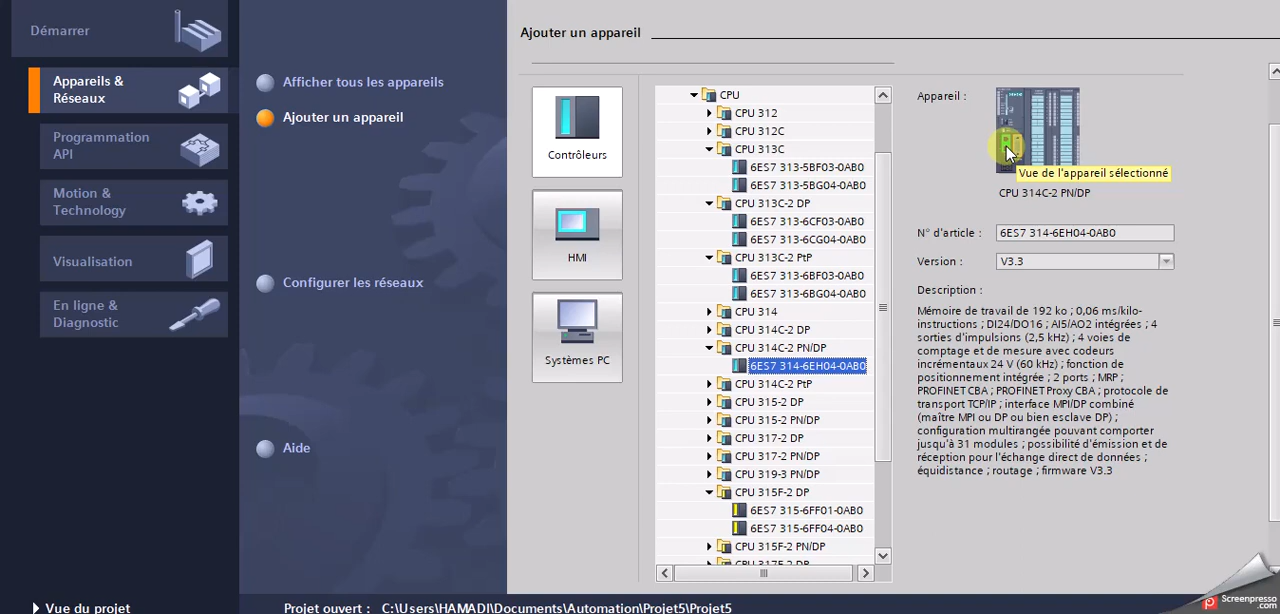 Démarrer
Appareils &
Réseaux
Programmation
API
Motion &
Technology
Visualisation
En ligne &
Diagnostic
Vue du projet
Afficher tous les appareils
Ajouter un appareil
Configurer les réseaux
Aide
Ajouter un appareil
Contrôleurs
HMI
Systèmes PC
CPU
CPU 312
CPU 312C
CPU 313C
6ES7 313-5BF03-0AB0
6ES7 313-5BG04-0AB0
CPU 313C-2 DP
6ES7 313-6CF03-0AB0
6ES7 313-6CG04-0AB0
CPU 313C-2 PtP
6ES7 313-6BF03-0AB0
6ES7 313-6BG04-0AB0
CPU 314
CPU 314C-2 DP
CPU 314C-2 PN/DP
6ES7 314-6EH04-0AB0
CPU 314C-2 PtP
CPU 315-2 DP
CPU 315-2 PN/DP
CPU 317-2 DP
CPU 317-2 PN/DP
CPU 319-3 PN/DP
CPU 315F-2 DP
6ES7 315-6FF01-0AB0
6ES7 315-6FF04-0AB0
CPU 315F-2 PN/DP
CPU 317F-2 DP
Appareil :
Vue de l'appareil sélectionné
CPU 314C-2 PN/DP
N° d'article : 6ES7 314-6EH04-0AB0
Version : V3.3
Description :
Mémoire de travail de 192 ko ; 0,06 ms/kilo-
instructions ; DI24/DO16 ; AI5/AO2 intégrées ; 4
sorties d'impulsions (2,5 kHz) ; 4 voies de
comptage et de mesure avec codeurs
incrémentaux 24 V (60 kHz) ; fonction de
positionnement intégrée ; 2 ports ; MRP ;
PROFINET CBA ; PROFINET Proxy CBA ; protocole de
transport TCP/IP ; interface MPI/DP combiné
(maître MPI ou DP ou bien esclave DP) ;
configuration multirangée pouvant comporter
jusqu'à 31 modules ; possibilité d'émission et de
réception pour l'échange direct de données ;
équidistance ; routage ; firmware V3.3
Projet ouvert : C:\Users\HAMADI\Documents\Automation\Projet5\Projet5
Screenpresso.com